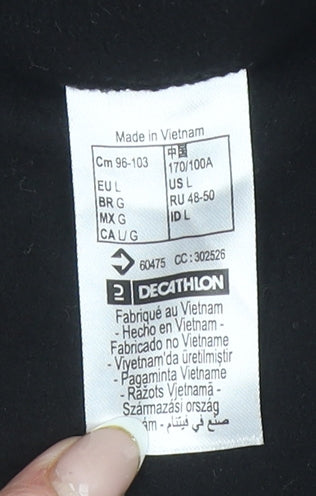 Made in Vietnam
Cm 96-103
EU L
BR G
MX G
CA L/ G
中国
170/100A
US L
RU 48-50
ID L
60475 CC : 302526
DECATHLON
Fabriqué au Vietnam
- Hecho en Vietnam -
Fabricado no Vietname
- Viyetnam'da üretilmiştir
- Pagaminta Vietname
- Ražots Vjetnamā -
Származási ország
صنع في فيتنام -